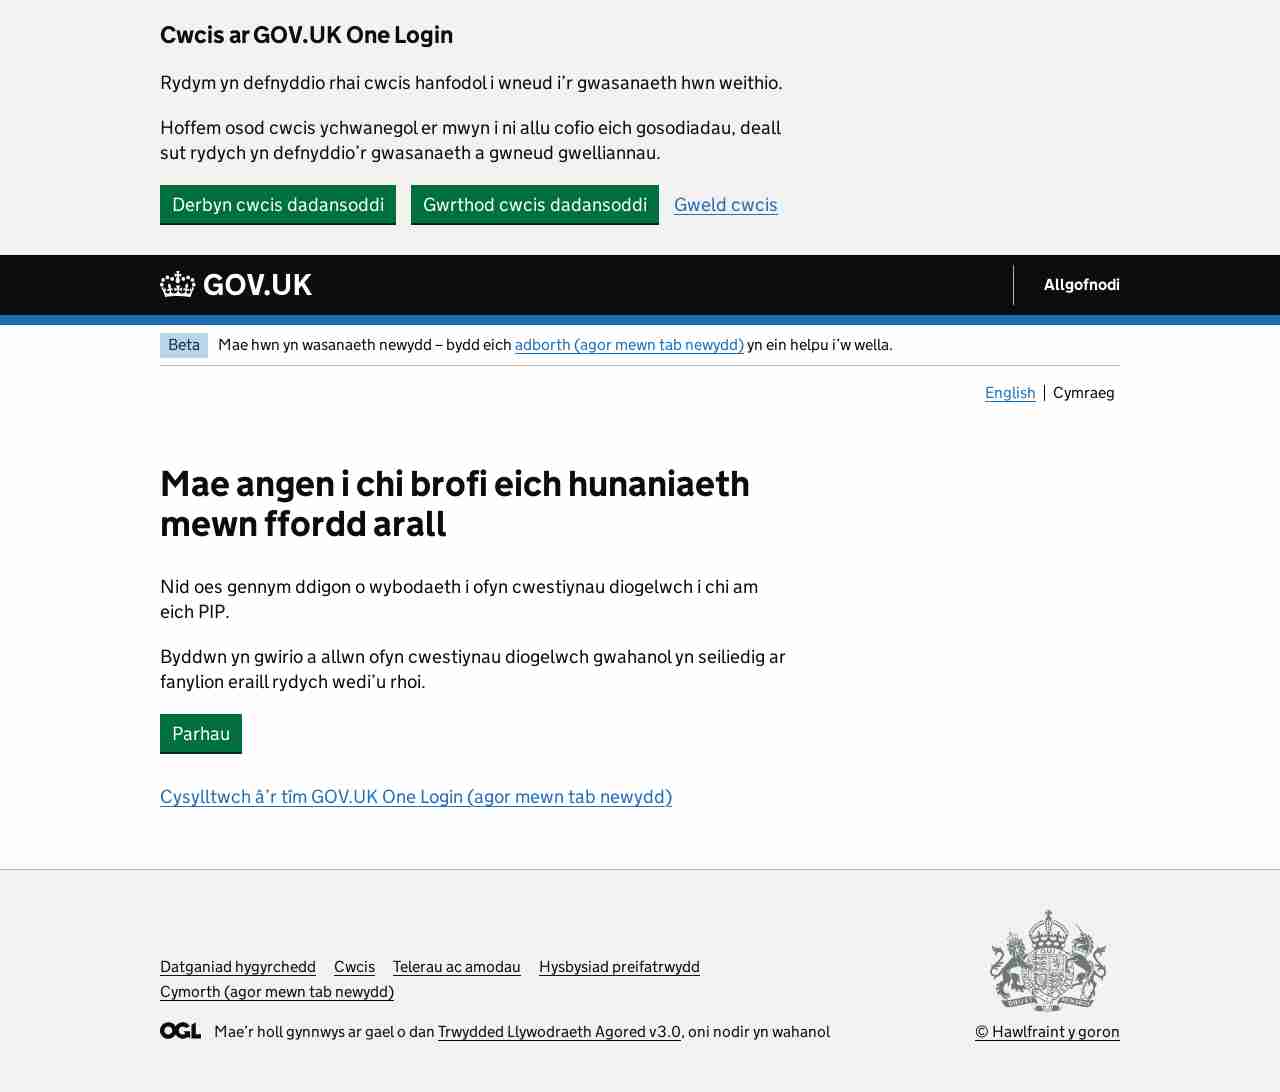 Cwcis ar GOV.UK One Login
Rydym yn defnyddio rhai cwcis hanfodol i wneud i’r gwasanaeth hwn weithio.
Hoffem osod cwcis ychwanegol er mwyn i ni allu cofio eich gosodiadau, deall
sut rydych yn defnyddio’r gwasanaeth a gwneud gwelliannau.
Derbyn cwcis dadansoddi Gwrthod cwcis dadansoddi Gweld cwcis
GOV.UK Allgofnodi
Beta Mae hwn yn wasanaeth newydd – bydd eich adborth (agor mewn tab newydd) yn ein helpu i’w wella.
English Cymraeg
Mae angen i chi brofi eich hunaniaeth
mewn ffordd arall
Nid oes gennym ddigon o wybodaeth i ofyn cwestiynau diogelwch i chi am
eich PIP.
Byddwn yn gwirio a allwn ofyn cwestiynau diogelwch gwahanol yn seiliedig ar
fanylion eraill rydych wedi’u rhoi.
Parhau
Cysylltwch â’r tîm GOV.UK One Login (agor mewn tab newydd)
Datganiad hygyrchedd Cwcis Telerau ac amodau Hysbysiad preifatrwydd
Cymorth (agor mewn tab newydd)
OGL Mae’r holl gynnwys ar gael o dan Trwydded Llywodraeth Agored v3.0, oni nodir yn wahanol
© Hawlfraint y goron